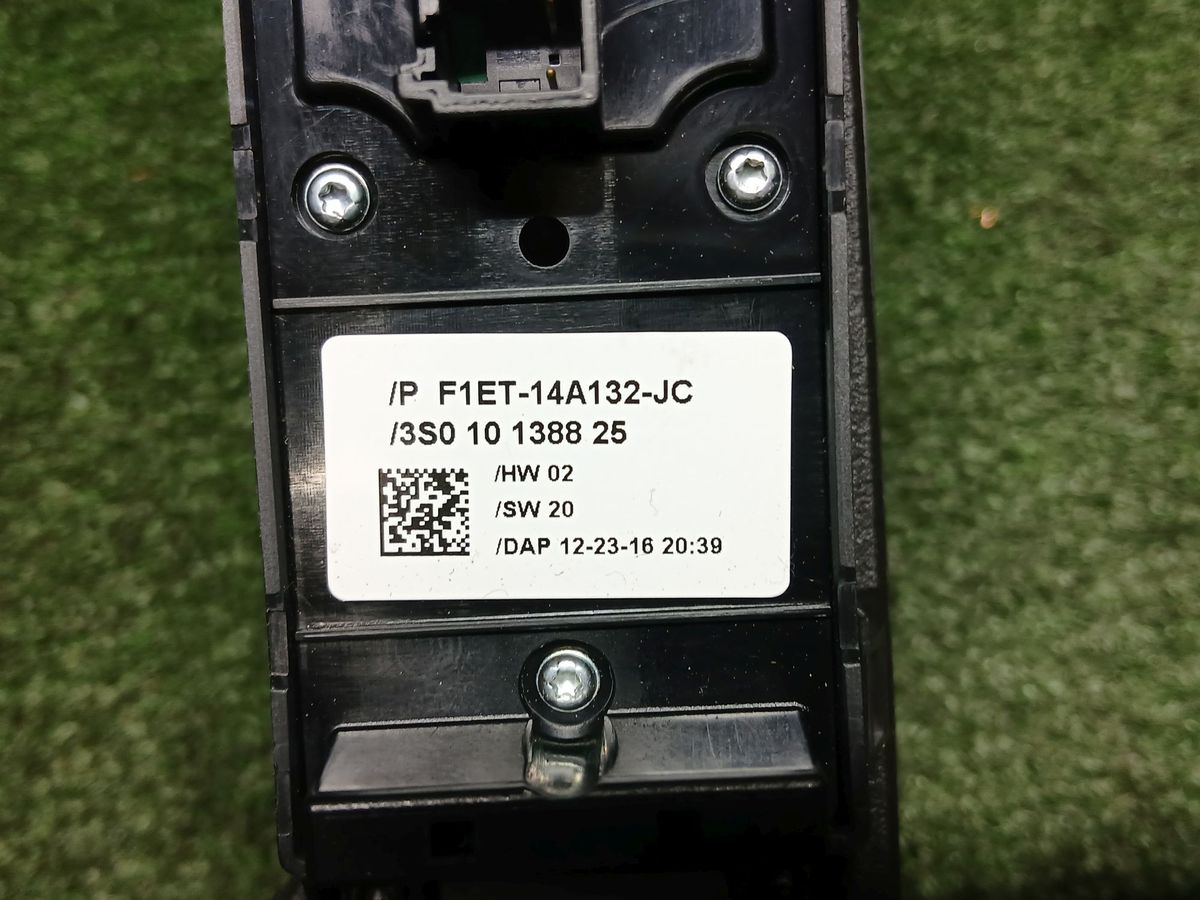 /P F1ET-14A132-JC
/3S0 10 1388 25
/HW 02
/SW 20
/DAP 12-23-16 20:39